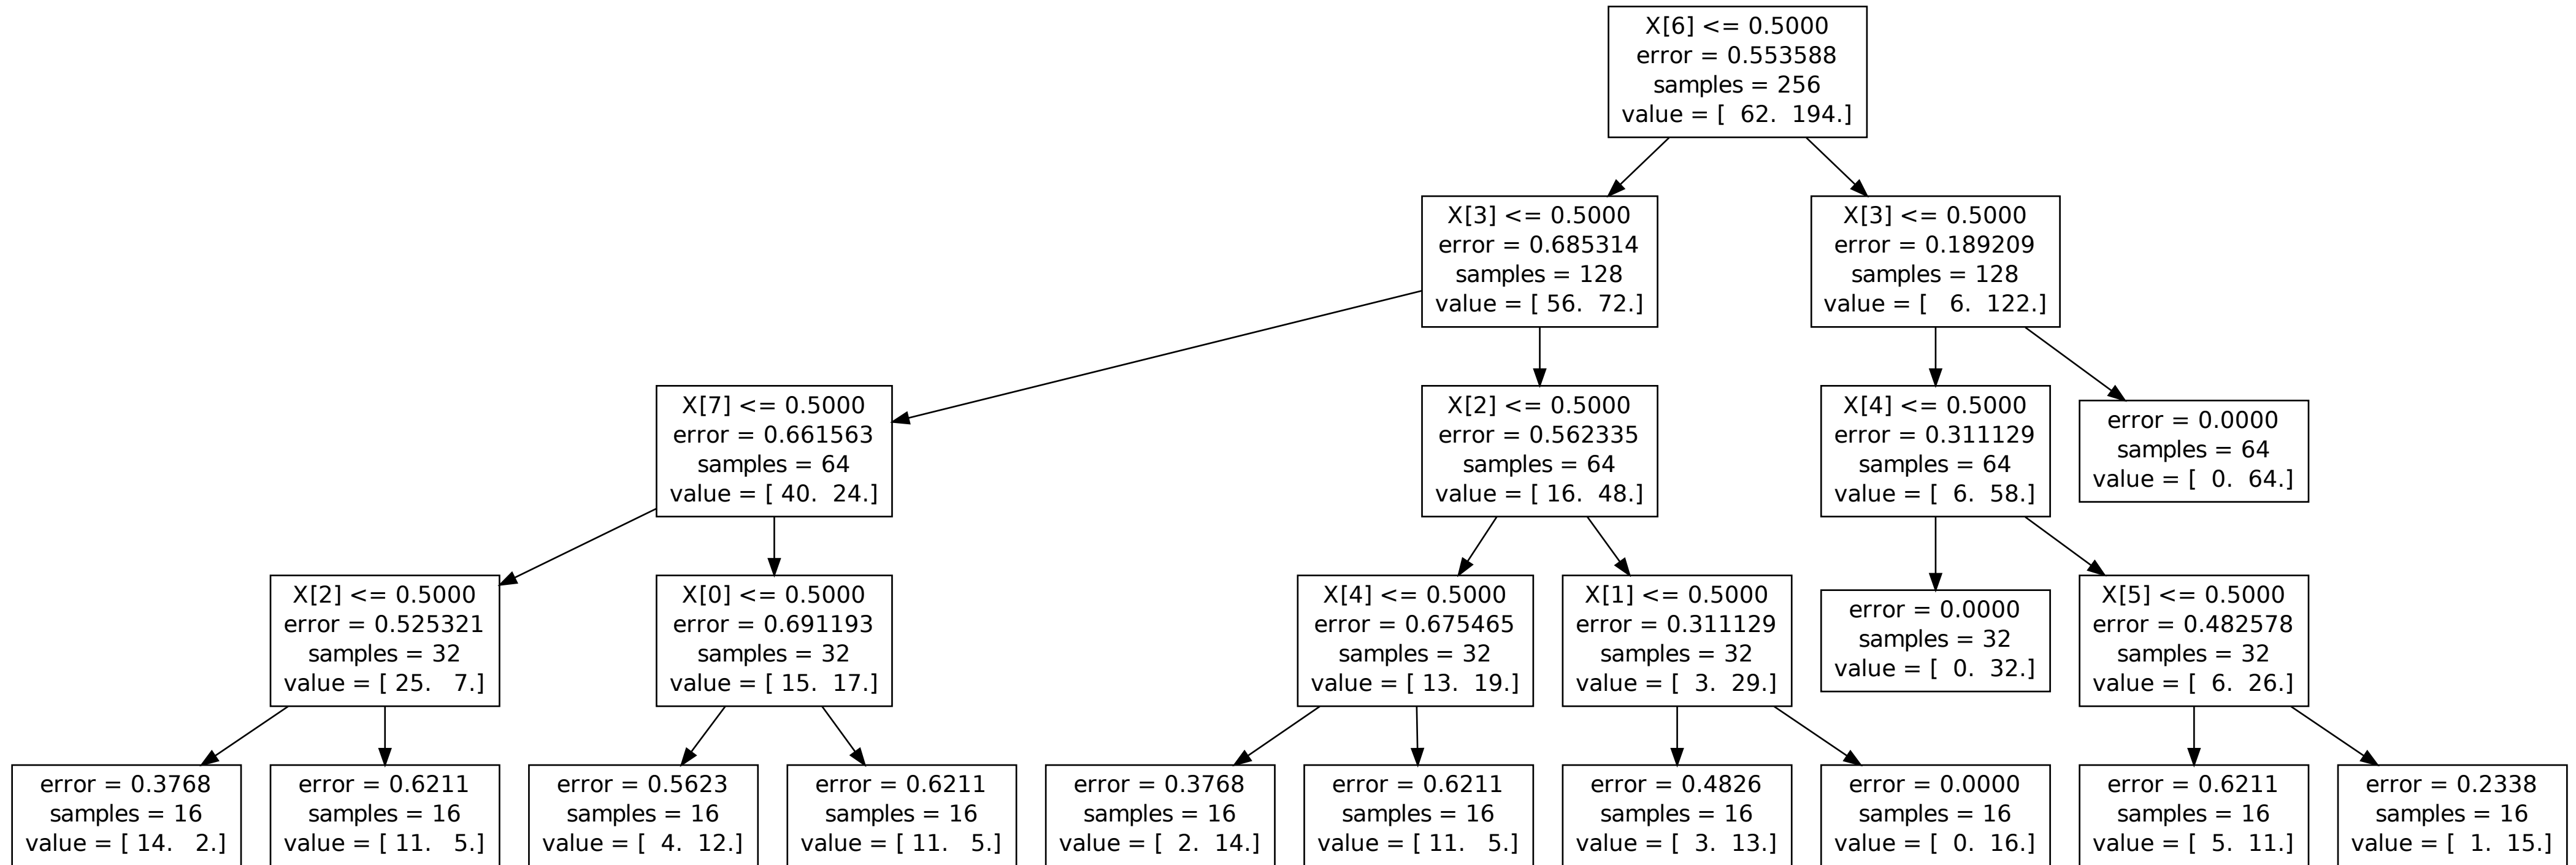 X[6] <= 0.5000
error = 0.553588
samples = 256
value = [  62.  194.]
X[3] <= 0.5000
error = 0.685314
samples = 128
value = [ 56.  72.]
X[3] <= 0.5000
error = 0.189209
samples = 128
value = [   6.  122.]
X[7] <= 0.5000
error = 0.661563
samples = 64
value = [ 40.  24.]
X[2] <= 0.5000
error = 0.562335
samples = 64
value = [ 16.  48.]
X[4] <= 0.5000
error = 0.311129
samples = 64
value = [  6.  58.]
error = 0.0000
samples = 64
value = [  0.  64.]
X[2] <= 0.5000
error = 0.525321
samples = 32
value = [ 25.   7.]
X[0] <= 0.5000
error = 0.691193
samples = 32
value = [ 15.  17.]
X[4] <= 0.5000
error = 0.675465
samples = 32
value = [ 13.  19.]
X[1] <= 0.5000
error = 0.311129
samples = 32
value = [  3.  29.]
error = 0.0000
samples = 32
value = [  0.  32.]
X[5] <= 0.5000
error = 0.482578
samples = 32
value = [  6.  26.]
error = 0.3768
samples = 16
value = [ 14.   2.]
error = 0.6211
samples = 16
value = [ 11.   5.]
error = 0.5623
samples = 16
value = [  4.  12.]
error = 0.6211
samples = 16
value = [ 11.   5.]
error = 0.3768
samples = 16
value = [  2.  14.]
error = 0.6211
samples = 16
value = [ 11.   5.]
error = 0.4826
samples = 16
value = [  3.  13.]
error = 0.0000
samples = 16
value = [  0.  16.]
error = 0.6211
samples = 16
value = [  5.  11.]
error = 0.2338
samples = 16
value = [  1.  15.]